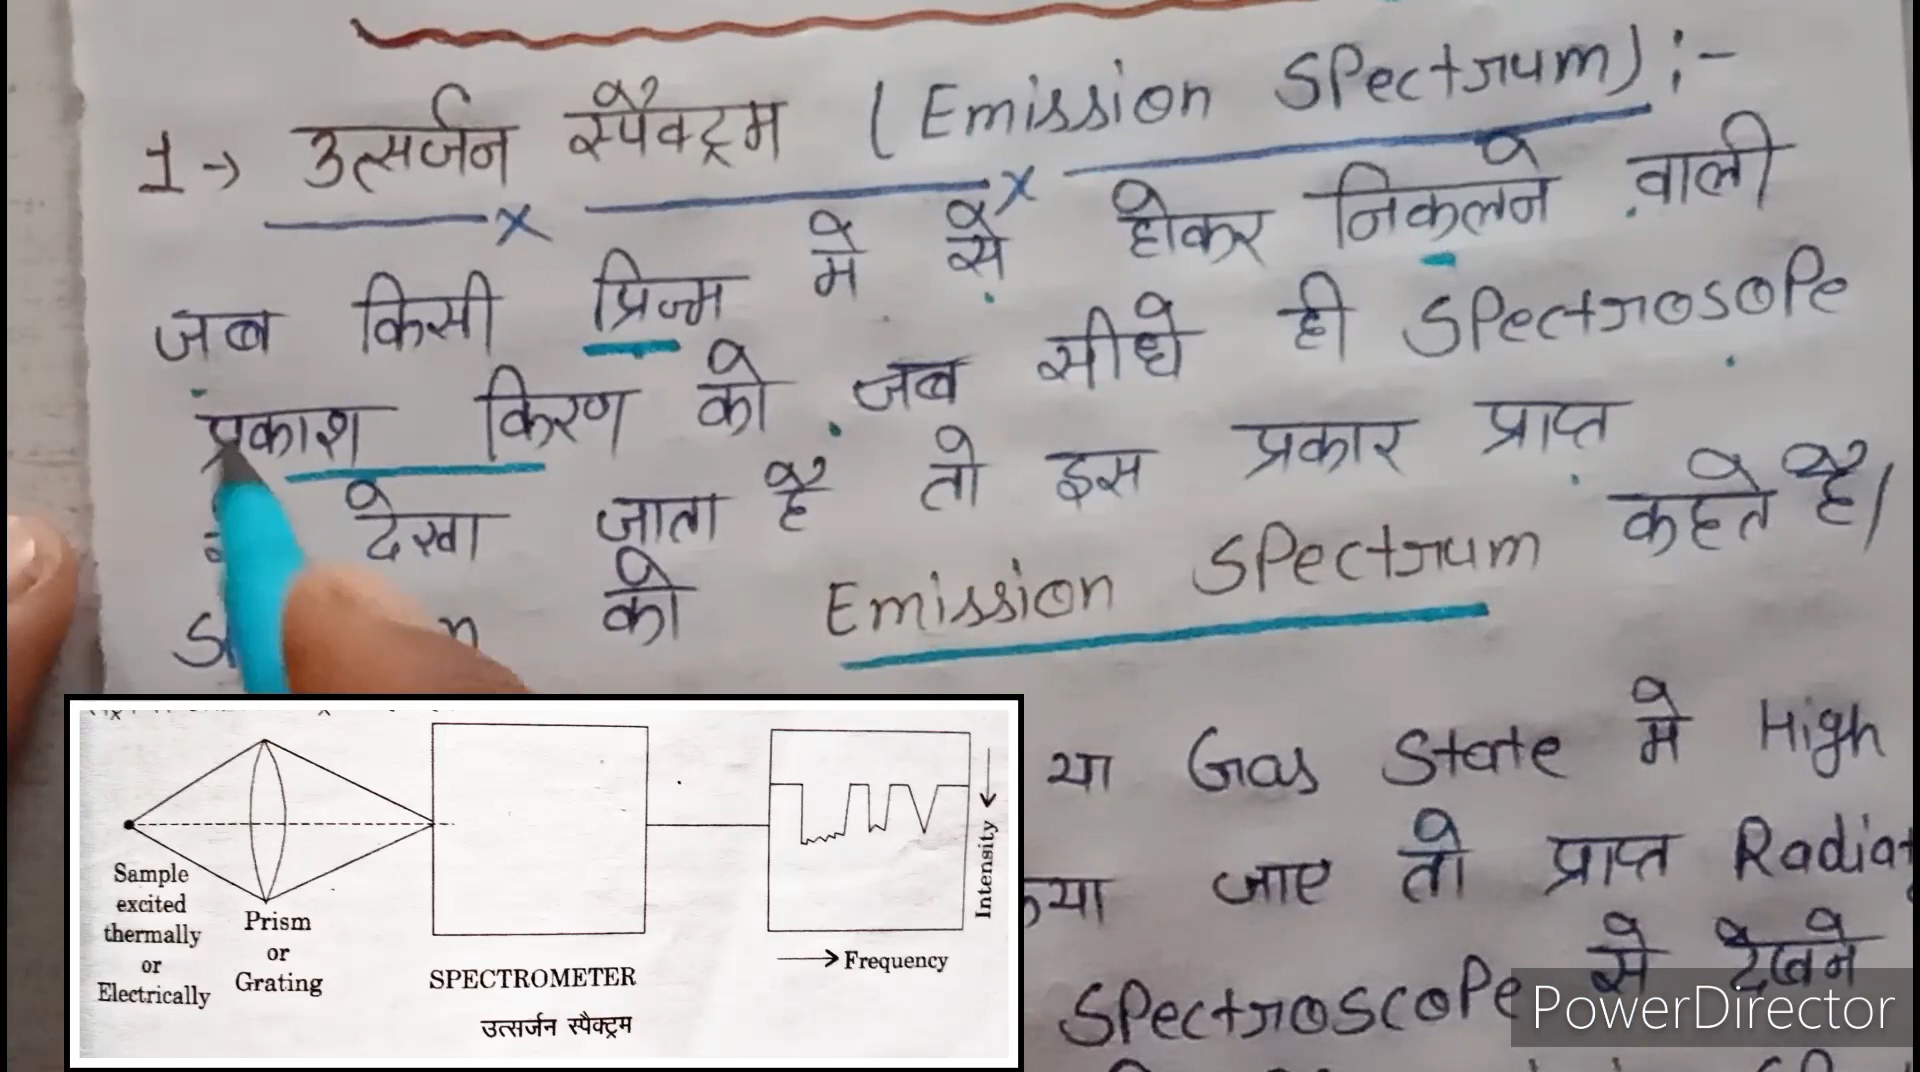 1→ उत्सर्जन स्पैक्ट्रम (Emission Spectrum) :-
जब किसी प्रिज्म मे से होकर निकलने वाली
प्रकाश किरण को जब सीधे ही Spectrosope
देखा जाता है तो इस प्रकार प्राप्त
को Emission Spectrum कहते है।
या Gas State मे High
जाए तो प्राप्त
Spectroscope से देखने
Sample
excited
thermally
or
Electrically
Prism
or
Grating
SPECTROMETER
उत्सर्जन स्पैक्ट्रम
→ Frequency
Intensity →
PowerDirector